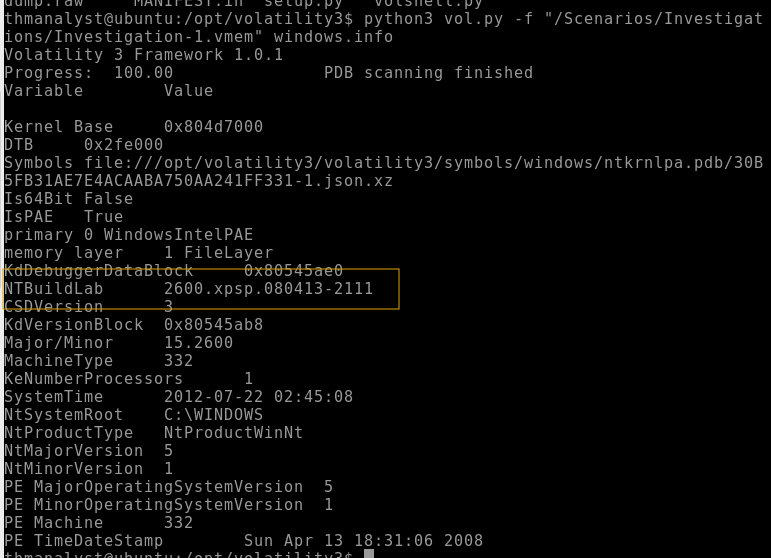 dump.raw     MANIFEST.in  setup.py   volshell.py
thmanalyst@ubuntu:/opt/volatility3$ python3 vol.py -f "/Scenarios/Investigat
ions/Investigation-1.vmem" windows.info
Volatility 3 Framework 1.0.1
Progress:  100.00               PDB scanning finished
Variable        Value
Kernel Base     0x804d7000
DTB     0x2fe000
Symbols file:///opt/volatility3/volatility3/symbols/windows/ntkrnlpa.pdb/30B
5FB31AE7E4ACAABA750AA241FF331-1.json.xz
Is64Bit False
IsPAE   True
primary 0 WindowsIntelPAE
memory_layer    1 FileLayer
KdDebuggerDataBlock     0x80545ae0
NTBuildLab      2600.xpsp.080413-2111
CSDVersion      3
KdVersionBlock  0x80545ab8
Major/Minor     15.2600
MachineType     332
KeNumberProcessors      1
SystemTime      2012-07-22 02:45:08
NtSystemRoot    C:\WINDOWS
NtProductType   NtProductWinNt
NtMajorVersion  5
NtMinorVersion  1
PE MajorOperatingSystemVersion  5
PE MinorOperatingSystemVersion  1
PE Machine      332
PE TimeDateStamp        Sun Apr 13 18:31:06 2008
thmanalyst@ubuntu:/opt/volatility3$